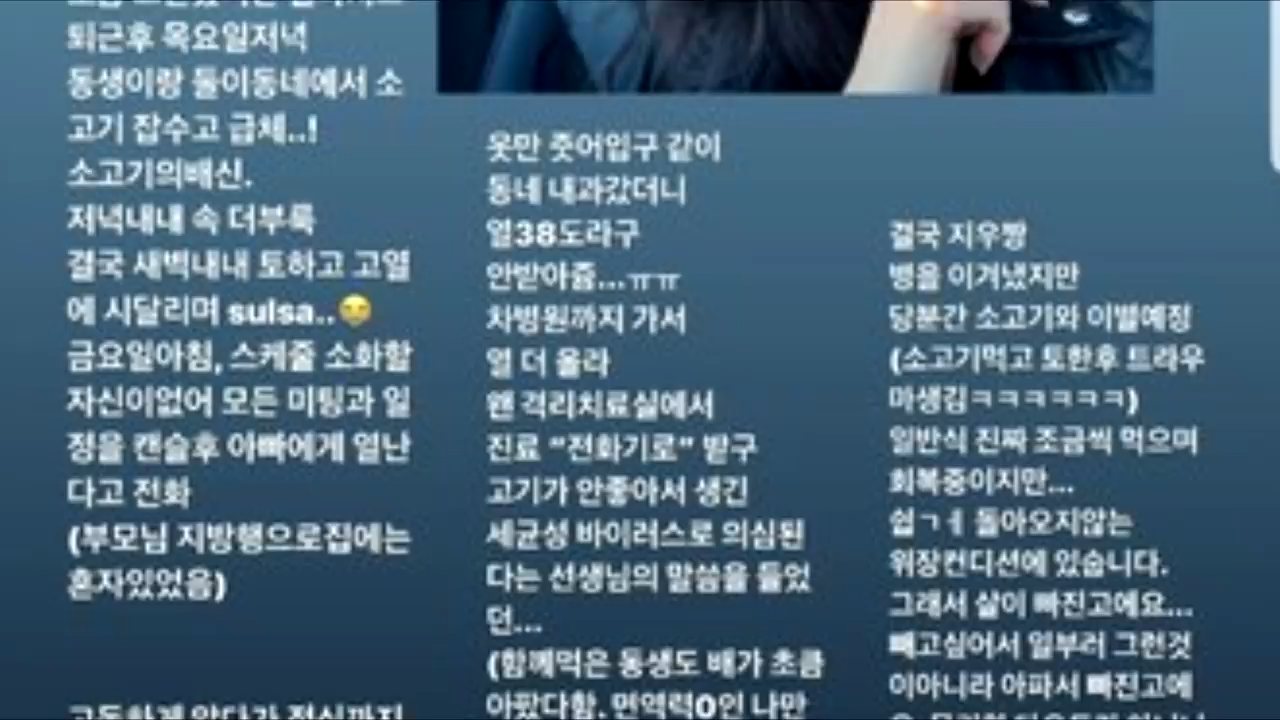 퇴근후 목요일저녁
동생이랑 둘이동네에서 소
고기 잡수고 급체..!
소고기의배신.
저녁내내 속 더부룩
결국 새벽내내 토하고 고열
에 시달리며 sulsa..
금요일아침, 스케줄 소화할
자신이없어 모든 미팅과 일
정을 캔슬후 아빠에게 열난
다고 전화
(부모님 지방행으로집에는
혼자있었음)
옷만 줏어입구 같이
동네 내과갔더니
열38도라구
안받아쥼...ㅠㅠ
차병원까지 가서
열 더 올라
왠 격리치료실에서
진료 “전화기로” 받구
고기가 안좋아서 생긴
세균성 바이러스로 의심된
다는 선생님의 말씀을 들었
던...
(함께먹은 동생도 배가 초큼
아팠다함. 면역력0인 나만
결국 지우짱
병을 이겨냈지만
당분간 소고기와 이별예정
(소고기먹고 토한후 트라우
마생김ㅋㅋㅋㅋㅋㅋ)
일반식 진짜 조금씩 먹으며
회복중이지만...
쉽ㄱㅔ 돌아오지않는
위장컨디션에 있습니다.
그래서 살이 빠진고에요...
빼고싶어서 일부러 그런것
이아니라 아파서 빠진고에